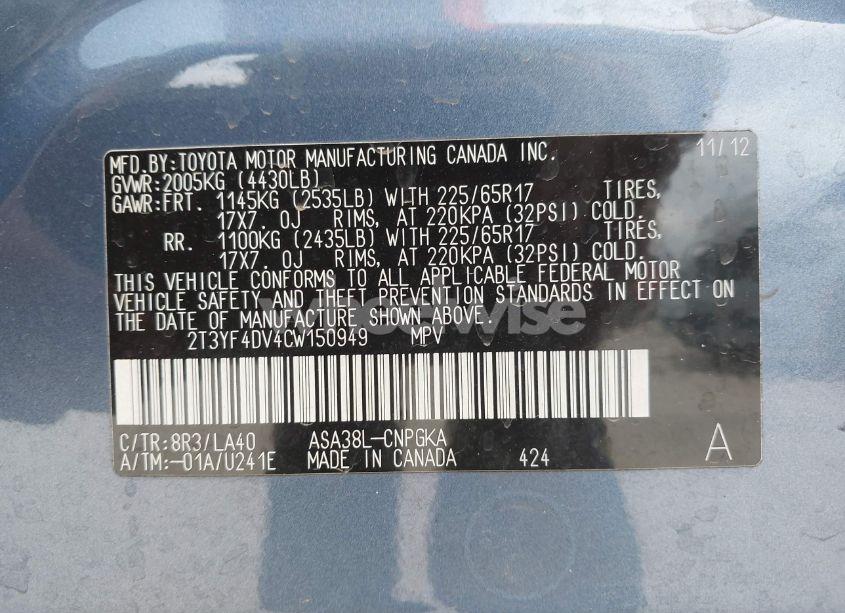 MFD.BY:TOYOTA MOTOR MANUFACTURING CANADA INC. 11/12
GVWR:2005KG (4430LB)
GAWR:FRT. 1145KG (2535LB) WITH 225/65R17 TIRES,
17X7. 0J RIMS, AT 220KPA (32PSI) COLD.
RR. 1100KG (2435LB) WITH 225/65R17 TIRES,
17X7. 0J RIMS, AT 220KPA (32PSI) COLD.
THIS VEHICLE CONFORMS TO ALL APPLICABLE FEDERAL MOTOR
VEHICLE SAFETY AND THEFT PREVENTION STANDARDS IN EFFECT ON
THE DATE OF MANUFACTURE SHOWN ABOVE.
2T3YF4DV4CW150949 MPV
C/TR:8R3/LA40 ASA38L-CNPGKA A
A/TM:-01A/U241E MADE IN CANADA 424